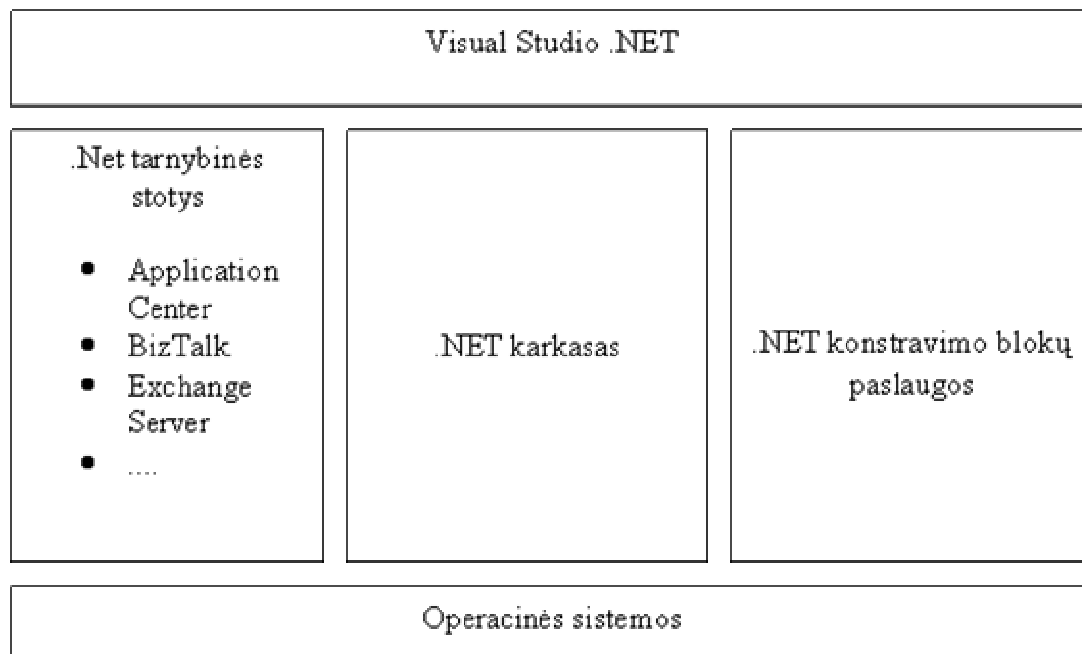 Visual Studio .NET
.Net tarnybinės
stotys
• Application
Center
• BizTalk
• Exchange
Server
• ....
.NET karkasas
.NET konstravimo blokų
paslaugos
Operacinės sistemos